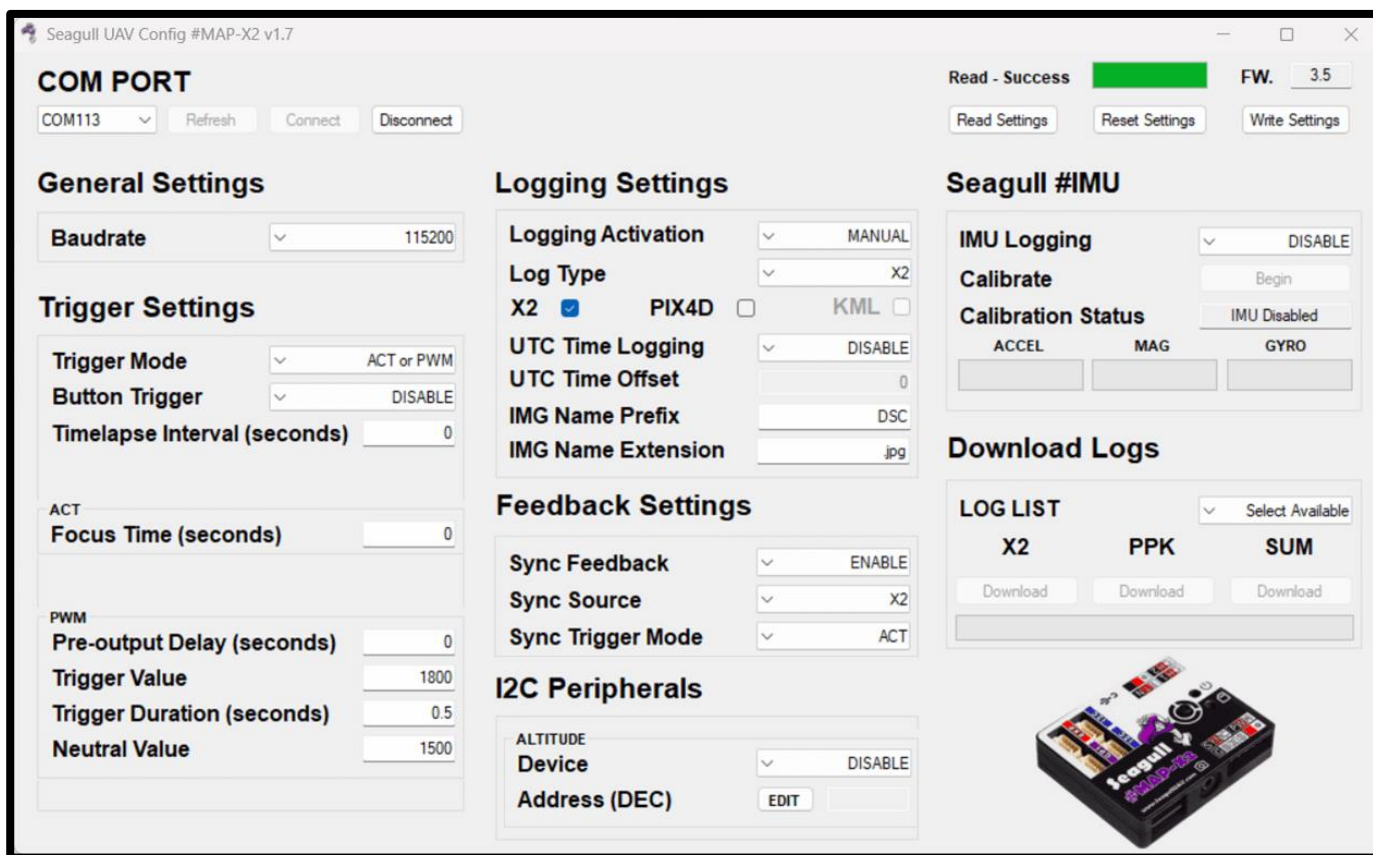 Seagull UAV Config #MAP-X2 v1.7
COM PORT
COM113 Refresh Connect Disconnect
Read - Success FW. 3.5
Read Settings Reset Settings Write Settings
General Settings
Baudrate 115200
Trigger Settings
Trigger Mode ACT or PWM
Button Trigger DISABLE
Timelapse Interval (seconds) 0
ACT
Focus Time (seconds) 0
PWM
Pre-output Delay (seconds) 0
Trigger Value 1800
Trigger Duration (seconds) 0.5
Neutral Value 1500
Logging Settings
Logging Activation MANUAL
Log Type X2
X2 PIX4D KML
UTC Time Logging DISABLE
UTC Time Offset 0
IMG Name Prefix DSC
IMG Name Extension .jpg
Feedback Settings
Sync Feedback ENABLE
Sync Source X2
Sync Trigger Mode ACT
I2C Peripherals
ALTITUDE
Device DISABLE
Address (DEC) EDIT
Seagull #IMU
IMU Logging DISABLE
Calibrate Begin
Calibration Status IMU Disabled
ACCEL MAG GYRO
Download Logs
LOG LIST Select Available
X2 PPK SUM
Download Download Download
Seagull
#MAP-X2